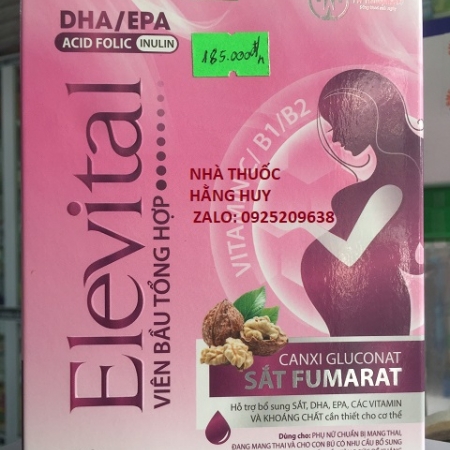 DHA/EPA
ACID FOLIC INULIN
185.000đ/h
Elevital
VIÊN BẦU TỔNG HỢP
VITAMIN C/ B1/B2
NHÀ THUỐC
HẰNG HUY
ZALO: 0925209638
CANXI GLUCONAT
SẮT FUMARAT
Hỗ trợ bổ sung SẮT, DHA, EPA, CÁC VITAMIN
VÀ KHOÁNG CHẤT cần thiết cho cơ thể
Dùng cho: PHỤ NỮ CHUẨN BỊ MANG THAI,
ĐANG MANG THAI VÀ CHO CON BÚ CÓ NHU CẦU BỔ SUNG